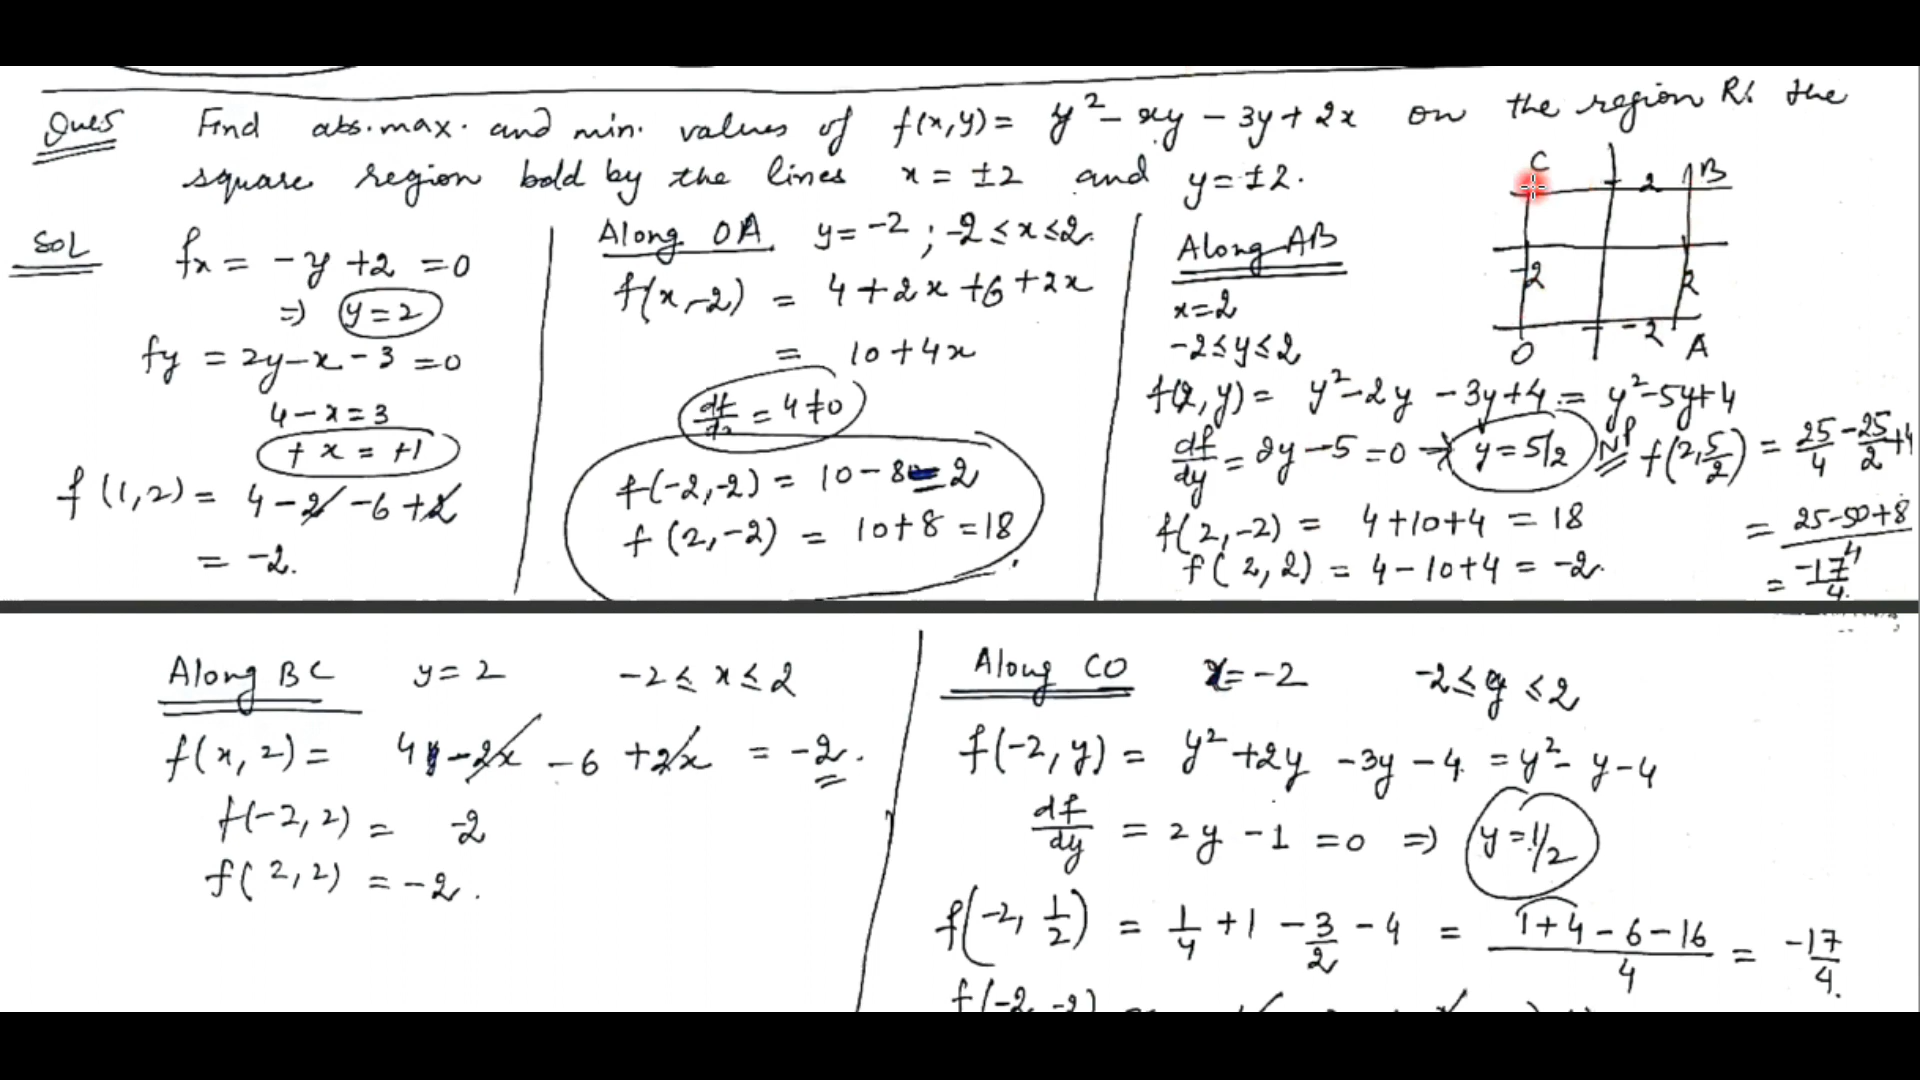 Ques Find abs. max. and min. values of f(x,y) = y² - xy - 3y + 2x on the region R: the
square region bdd by the lines x = ±2 and y = ±2.
C 2 B
-2 2
O -2 A
Sol fx = -y + 2 = 0
⇒ y = 2
fy = 2y - x - 3 = 0
4 - x = 3
+ x = +1
f(1,2) = 4 - 2 - 6 + 2
= -2.
Along OA y = -2 ; -2 ≤ x ≤ 2.
f(x,-2) = 4 + 2x + 6 + 2x
= 10 + 4x
df/dx = 4 ≠ 0
f(-2,-2) = 10 - 8 = 2
f(2,-2) = 10 + 8 = 18.
Along AB
x = 2
-2 ≤ y ≤ 2
f(2,y) = y² - 2y - 3y + 4 = y² - 5y + 4
df/dy = 2y - 5 = 0 → y = 5/2 NP f(2,5/2) = 25/4 - 25/2 + 4
f(2,-2) = 4 + 10 + 4 = 18 = 25-50+8/4
f(2,2) = 4 - 10 + 4 = -2. = -17/4.
Along BC y = 2 -2 ≤ x ≤ 2
f(x,2) = 4 - 2x - 6 + 2x = -2.
f(-2,2) = -2
f(2,2) = -2.
Along CO x = -2 -2 ≤ y ≤ 2
f(-2,y) = y² + 2y - 3y - 4 = y² - y - 4
df/dy = 2y - 1 = 0 ⇒ y = 1/2
f(-2, 1/2) = 1/4 + 1 - 3/2 - 4 = 1+4-6-16/4 = -17/4.
f(-2,-2)